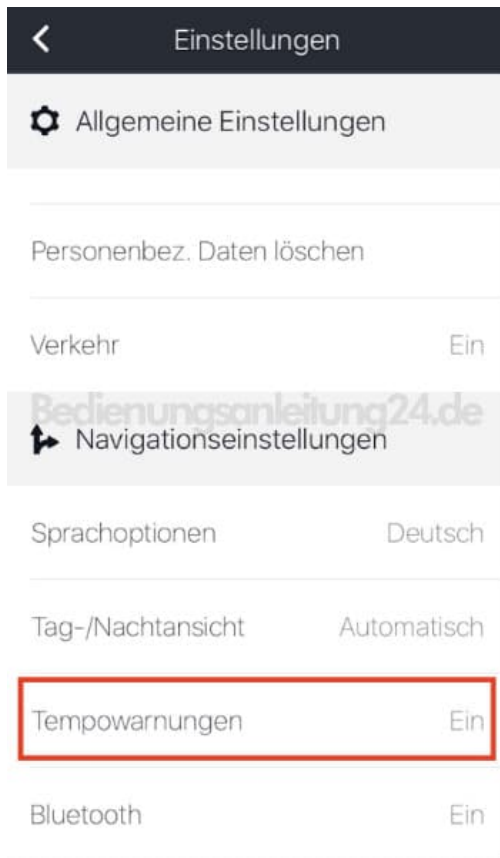 Einstellungen
Allgemeine Einstellungen
Personenbez. Daten löschen
Verkehr Ein
Bedienungsanleitung24.de
Navigationseinstellungen
Sprachoptionen Deutsch
Tag-/Nachtansicht Automatisch
Tempowarnungen Ein
Bluetooth Ein